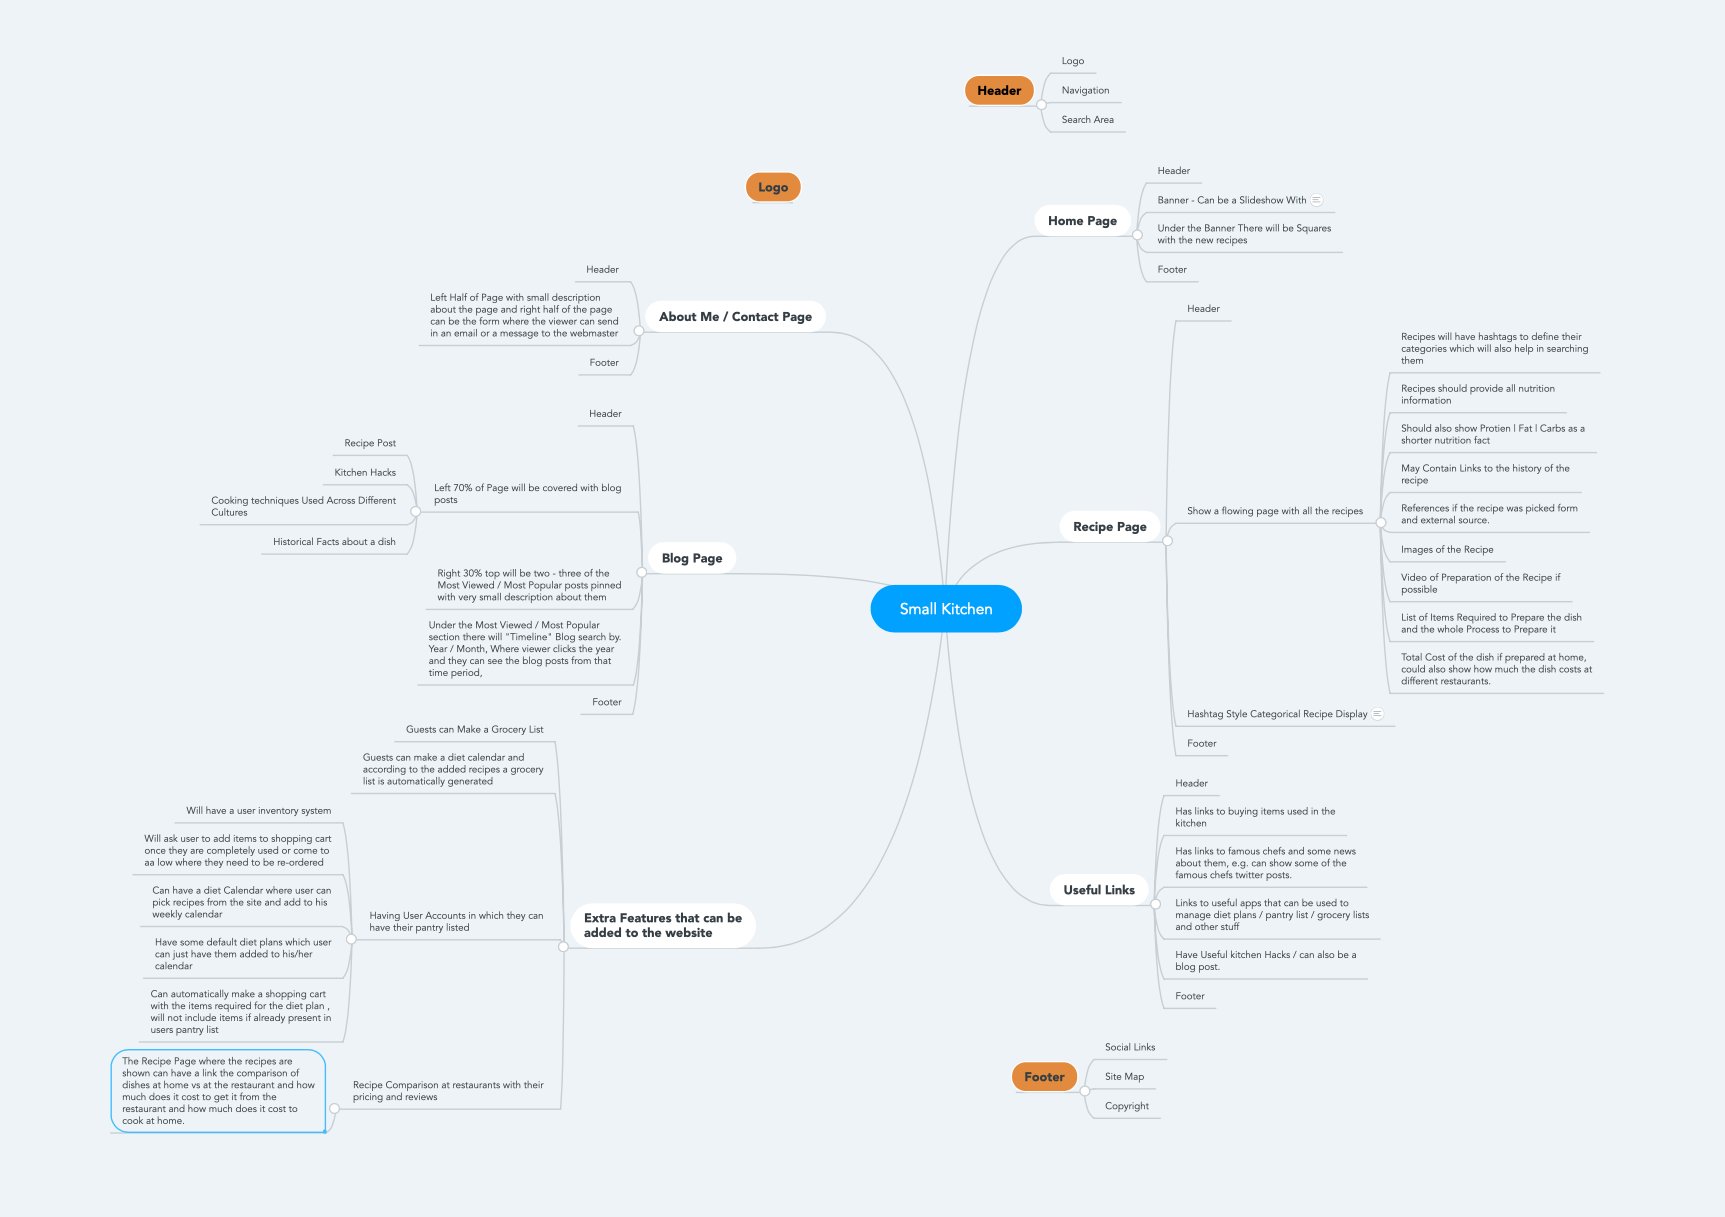 Header
Logo
Navigation
Search Area
Logo
Small Kitchen
Home Page
Header
Banner - Can be a Slideshow With
Under the Banner There will be Squares
with the new recipes
Footer
Recipe Page
Header
Show a flowing page with all the recipes
Recipes will have hashtags to define their
categories which will also help in searching
them
Recipes should provide all nutrition
information
Should also show Protien | Fat | Carbs as a
shorter nutrition fact
May Contain Links to the history of the
recipe
References if the recipe was picked form
and external source.
Images of the Recipe
Video of Preparation of the Recipe if
possible
List of Items Required to Prepare the dish
and the whole Process to Prepare it
Total Cost of the dish if prepared at home,
could also show how much the dish costs at
different restaurants.
Hashtag Style Categorical Recipe Display
Footer
Useful Links
Header
Has links to buying items used in the
kitchen
Has links to famous chefs and some news
about them, e.g. can show some of the
famous chefs twitter posts.
Links to useful apps that can be used to
manage diet plans / pantry list / grocery lists
and other stuff
Have Useful kitchen Hacks / can also be a
blog post.
Footer
Footer
Social Links
Site Map
Copyright
About Me / Contact Page
Header
Left Half of Page with small description
about the page and right half of the page
can be the form where the viewer can send
in an email or a message to the webmaster
Footer
Blog Page
Header
Left 70% of Page will be covered with blog
posts
Recipe Post
Kitchen Hacks
Cooking techniques Used Across Different
Cultures
Historical Facts about a dish
Right 30% top will be two - three of the
Most Viewed / Most Popular posts pinned
with very small description about them
Under the Most Viewed / Most Popular
section there will "Timeline" Blog search by.
Year / Month, Where viewer clicks the year
and they can see the blog posts from that
time period,
Footer
Extra Features that can be
added to the website
Guests can Make a Grocery List
Guests can make a diet calendar and
according to the added recipes a grocery
list is automatically generated
Having User Accounts in which they can
have their pantry listed
Will have a user inventory system
Will ask user to add items to shopping cart
once they are completely used or come to
aa low where they need to be re-ordered
Can have a diet Calendar where user can
pick recipes from the site and add to his
weekly calendar
Have some default diet plans which user
can just have them added to his/her
calendar
Can automatically make a shopping cart
with the items required for the diet plan ,
will not include items if already present in
users pantry list
Recipe Comparison at restaurants with their
pricing and reviews
The Recipe Page where the recipes are
shown can have a link the comparison of
dishes at home vs at the restaurant and how
much does it cost to get it from the
restaurant and how much does it cost to
cook at home.